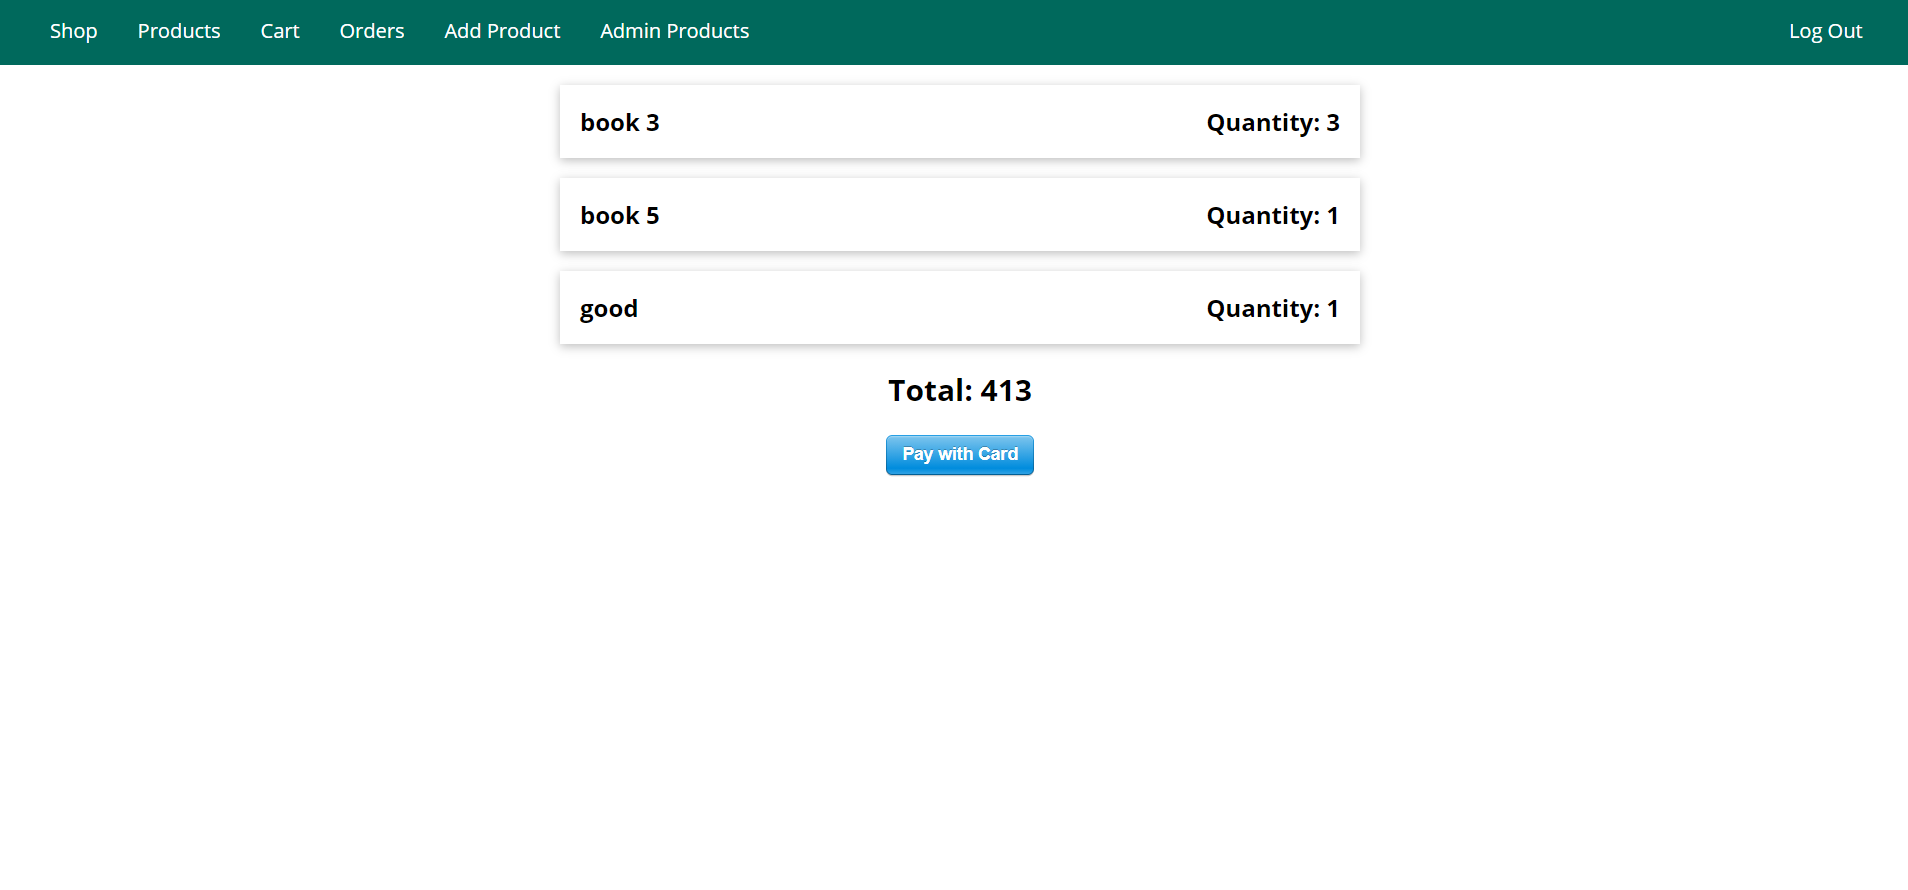 Shop Products Cart Orders Add Product Admin Products Log Out
book 3 Quantity: 3
book 5 Quantity: 1
good Quantity: 1
Total: 413
Pay with Card